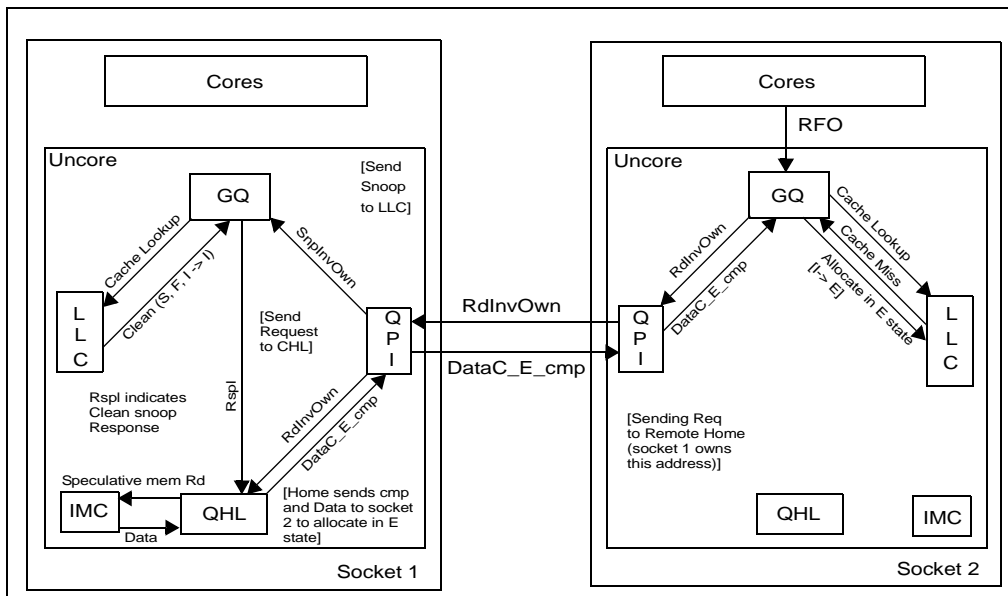 Cores
Uncore
[Send
Snoop
to LLC]
GQ
Cache Lookup
Clean (S, F, I -> I)
SnpInvOwn
L
L
C
[Send
Request
to CHL]
Q
P
I
RspI
RspI indicates
Clean snoop
Response
RdInvOwn
DataC_E_cmp
Speculative mem Rd
IMC
Data
QHL
[Home sends cmp
and Data to socket
2 to allocate in E
state]
Socket 1
RdInvOwn
DataC_E_cmp
Cores
RFO
Uncore
GQ
RdInvOwn
DataC_E_cmp
Cache Lookup
Cache Miss
Allocate in E state
[I-> E]
Q
P
I
L
L
C
[Sending Req
to Remote Home
(socket 1 owns
this address)]
QHL
IMC
Socket 2